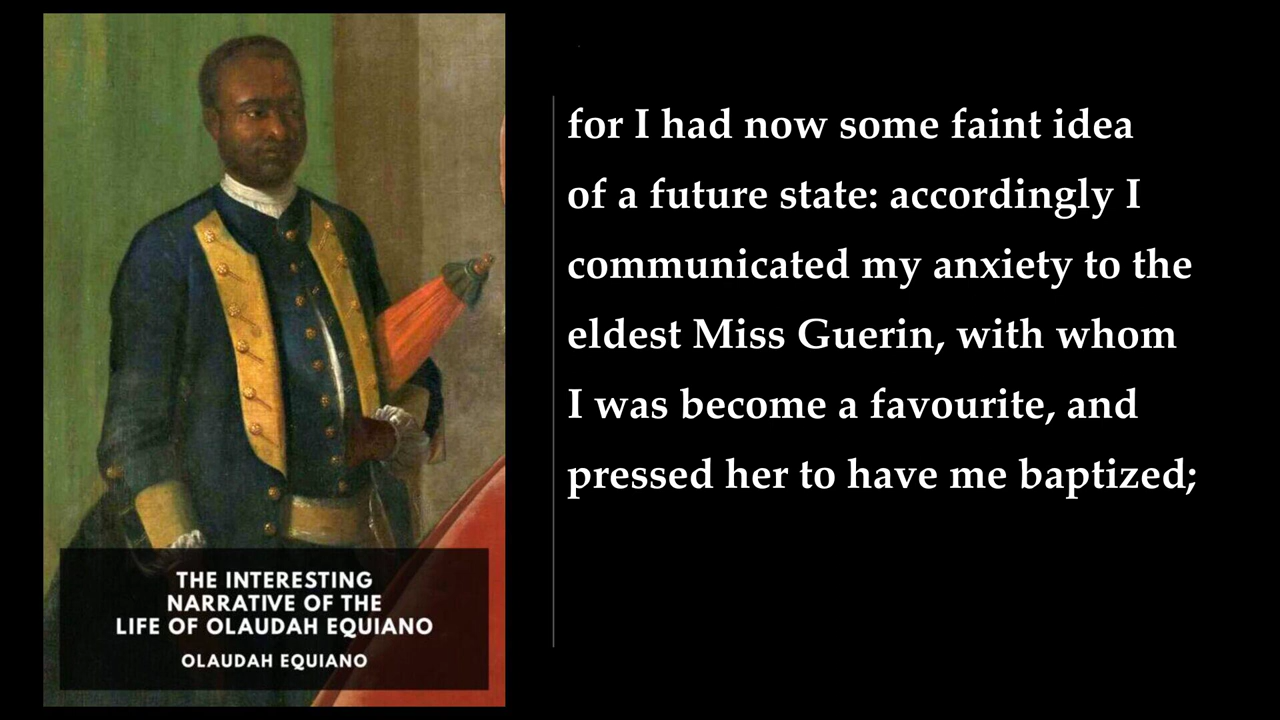 THE INTERESTING
NARRATIVE OF THE
LIFE OF OLAUDAH EQUIANO
OLAUDAH EQUIANO
for I had now some faint idea
of a future state: accordingly I
communicated my anxiety to the
eldest Miss Guerin, with whom
I was become a favourite, and
pressed her to have me baptized;